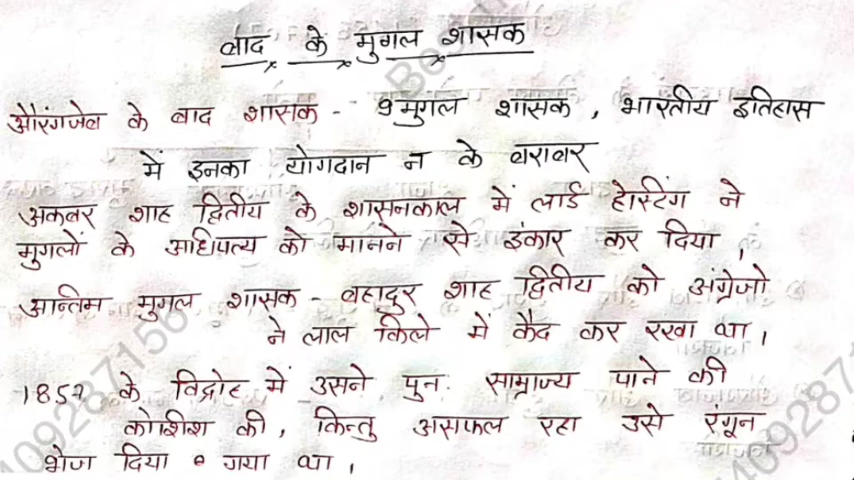 बाद के मुगल शासक
औरंगजेब के बाद शासक - 9 मुगल शासक, भारतीय इतिहास
में इनका योगदान न के बराबर
अकबर शाह द्वितीय के शासनकाल में लार्ड हेस्टिंग ने
मुगलों के आधिपत्य को मानने से इंकार कर दिया,
अन्तिम मुगल शासक - बहादुर शाह द्वितीय को अंग्रेजो
ने लाल किले में कैद कर रखा था।
1857 के विद्रोह में उसने पुन: साम्राज्य पाने की
कोशिश की, किन्तु असफल रहा उसे रंगून
भेज दिया गया था।